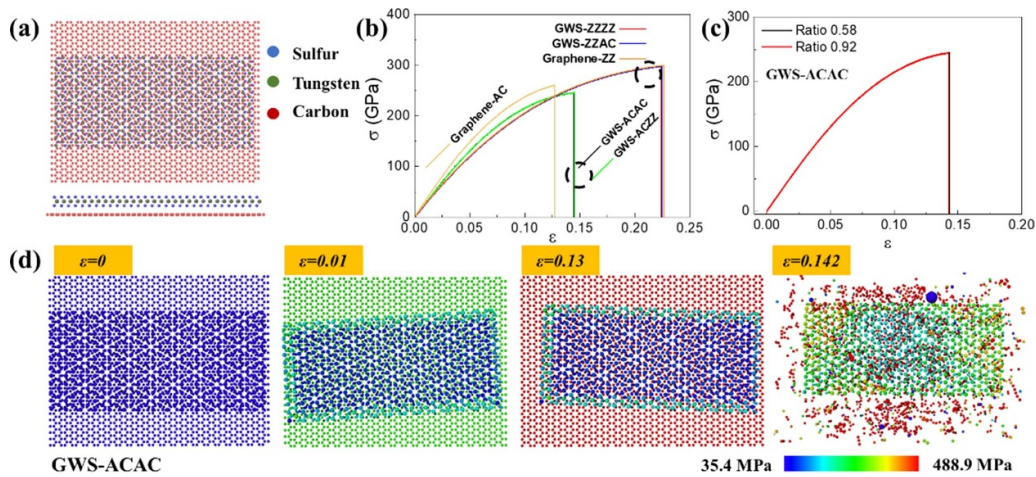 (a)
Sulfur
Tungsten
Carbon
(b)
σ (GPa)
400
300
200
100
0
0.00 0.05 0.10 0.15 0.20 0.25
ε
GWS-ZZZZ
GWS-ZZAC
Graphene-ZZ
Graphene-AC
GWS-ACAC
GWS-ACZZ
(c)
σ (GPa)
300
200
100
0
0.00 0.05 0.10 0.15 0.20
ε
Ratio 0.58
Ratio 0.92
GWS-ACAC
(d)
ε=0
ε=0.01
ε=0.13
ε=0.142
GWS-ACAC
35.4 MPa 488.9 MPa